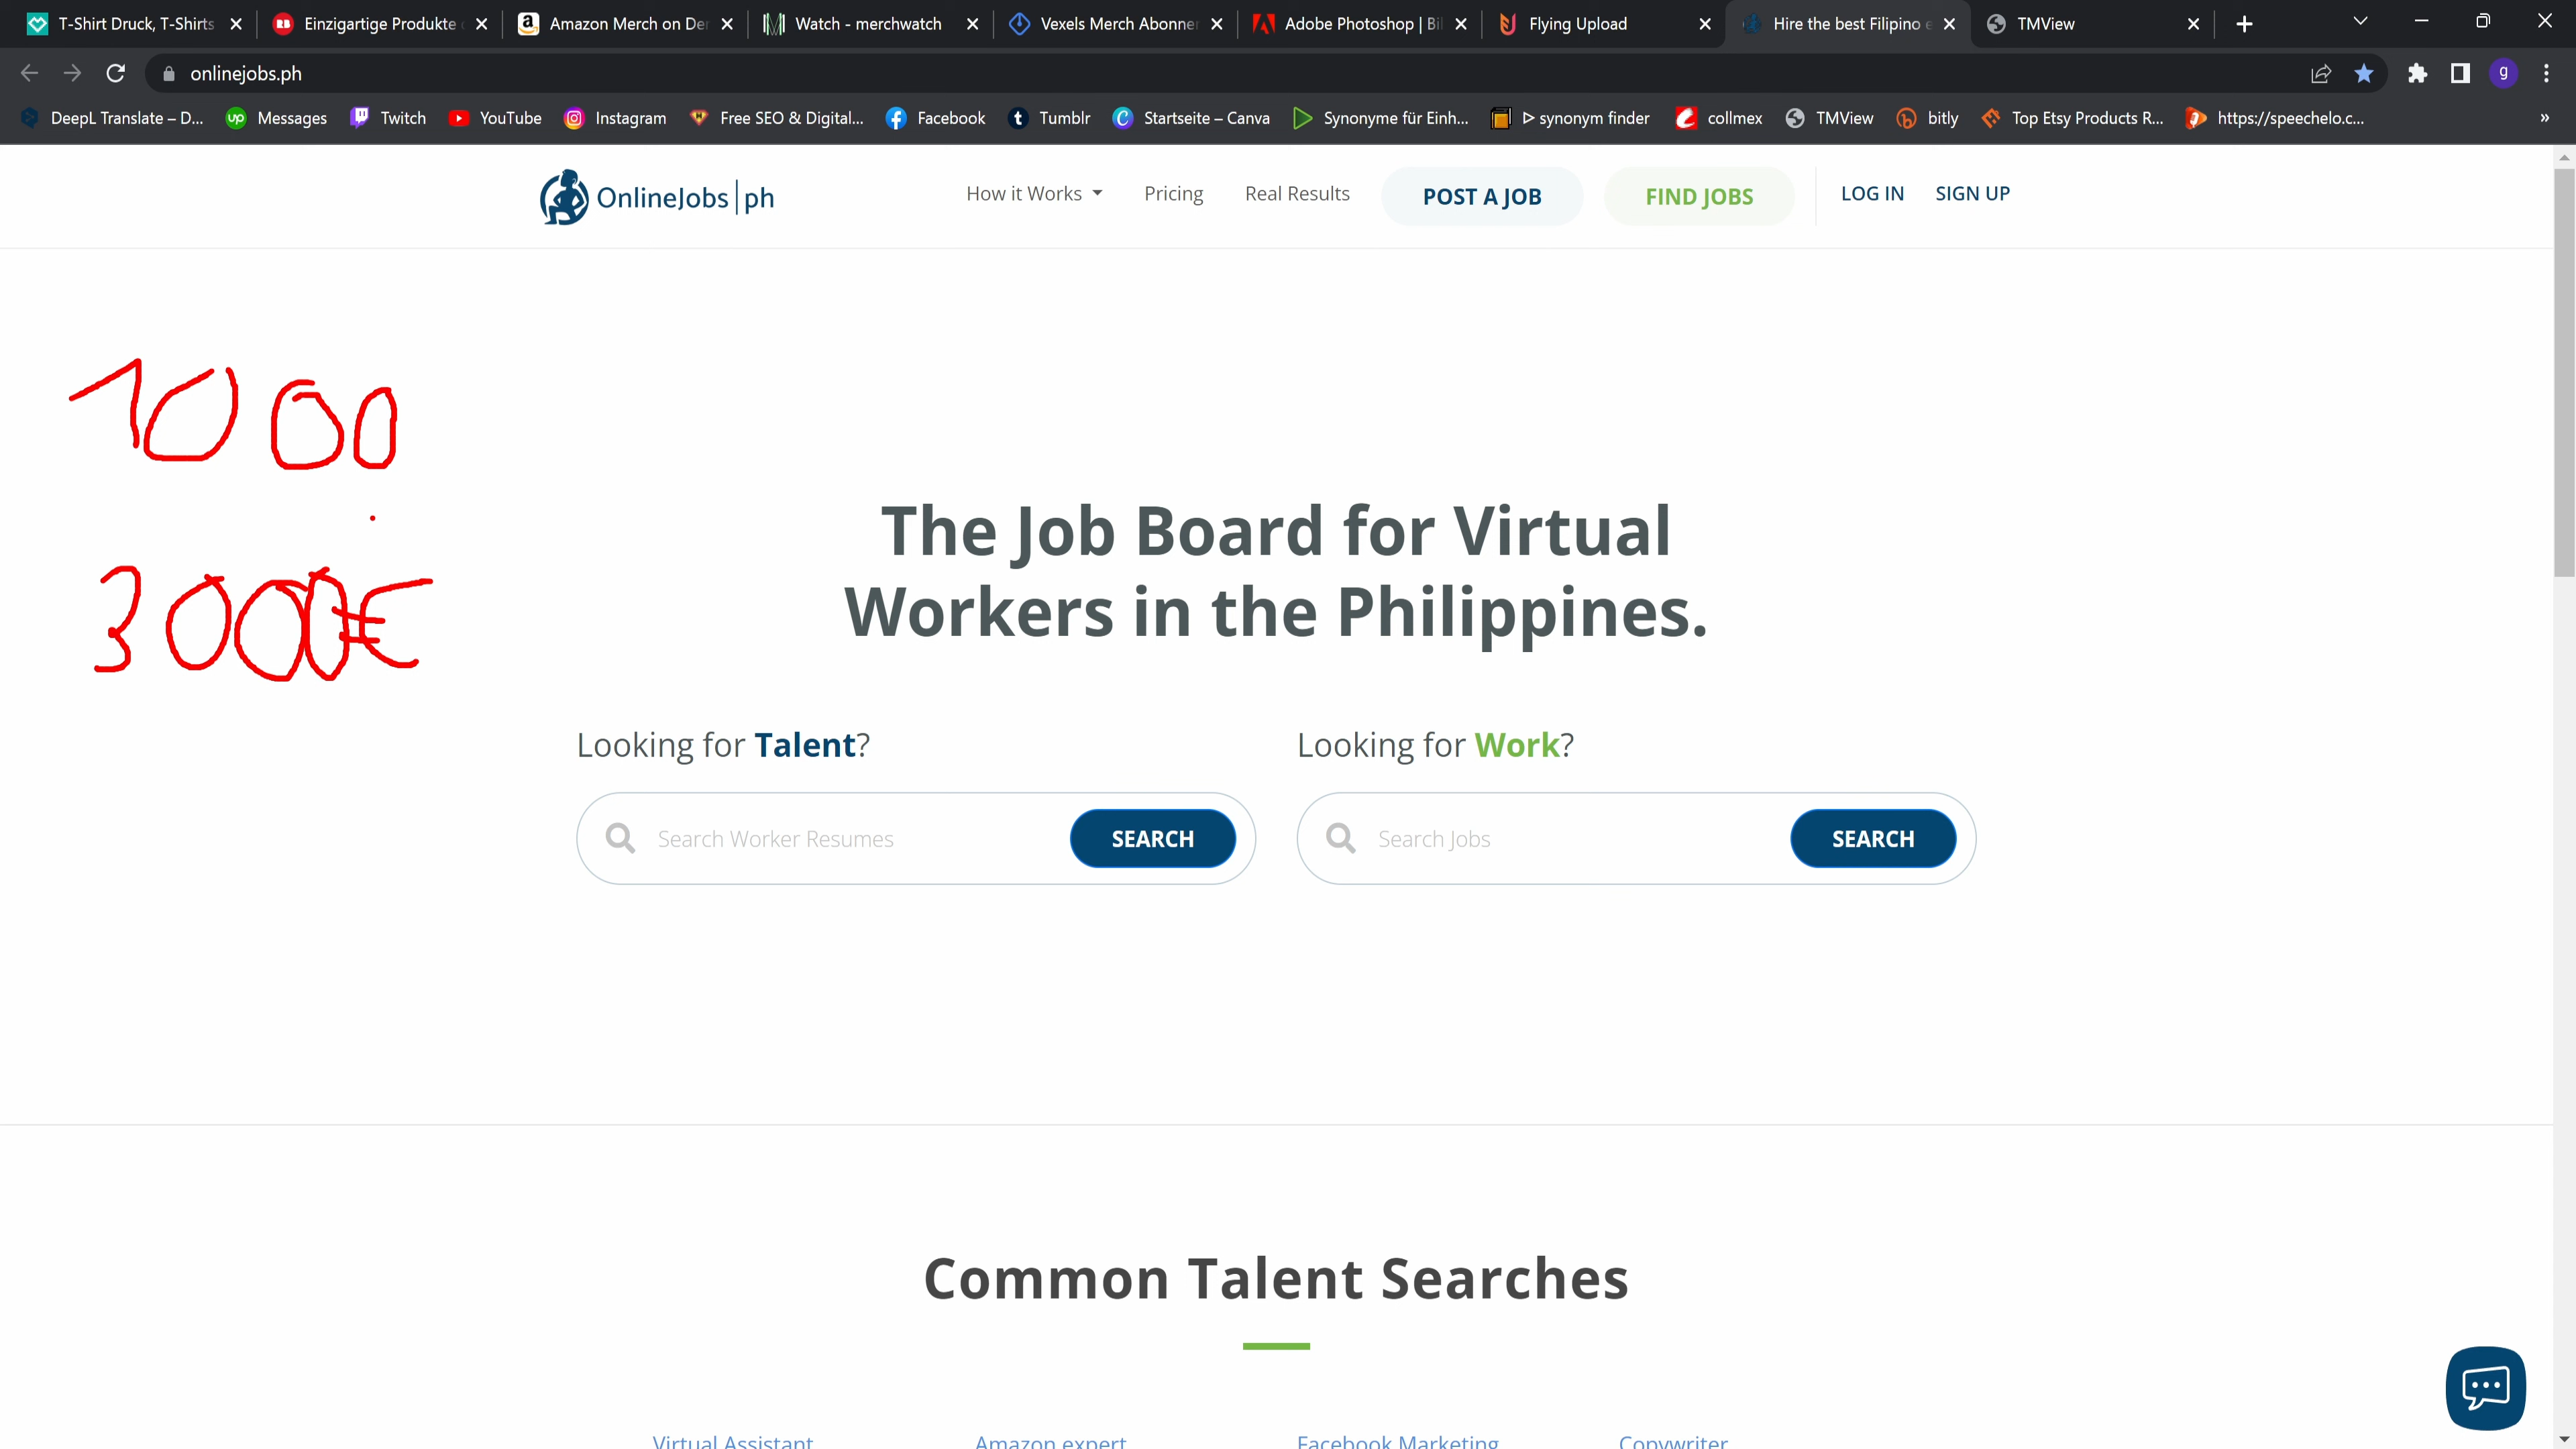 T-Shirt Druck, T-Shirts
Einzigartige Produkte
Amazon Merch on De
Watch - merchwatch
Vexels Merch Abonne
Adobe Photoshop | Bil
Flying Upload
Hire the best Filipino e
TMView
onlinejobs.ph
g
DeepL Translate – D...
Messages
Twitch
YouTube
Instagram
Free SEO & Digital...
Facebook
Tumblr
Startseite – Canva
Synonyme für Einh...
ᐅ synonym finder
collmex
TMView
bitly
Top Etsy Products R...
https://speechelo.c...
»
OnlineJobs|ph
How it Works
Pricing
Real Results
POST A JOB
FIND JOBS
LOG IN
SIGN UP
1000
3000€
The Job Board for Virtual
Workers in the Philippines.
Looking for Talent?
Looking for Work?
Search Worker Resumes
SEARCH
Search Jobs
SEARCH
Common Talent Searches
Virtual Assistant
Amazon expert
Facebook Marketing
Copywriter